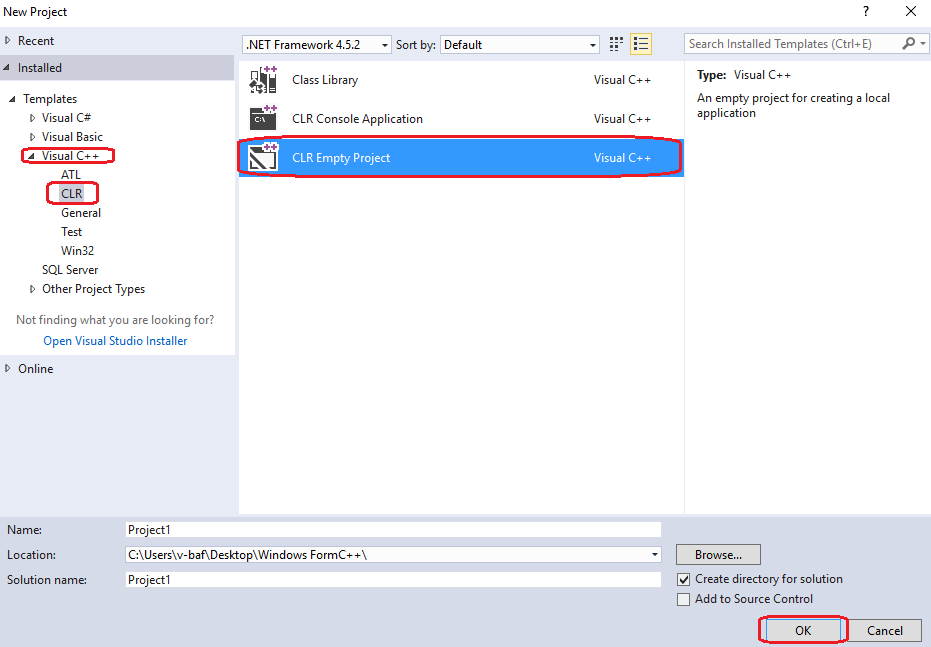 New Project
?
Recent
Installed
Templates
Visual C#
Visual Basic
Visual C++
ATL
CLR
General
Test
Win32
SQL Server
Other Project Types
Not finding what you are looking for?
Open Visual Studio Installer
Online
.NET Framework 4.5.2 Sort by: Default
Class Library Visual C++
CLR Console Application Visual C++
CLR Empty Project Visual C++
Search Installed Templates (Ctrl+E)
Type: Visual C++
An empty project for creating a local
application
Name: Project1
Location: C:\Users\v-baf\Desktop\Windows FormC++\
Browse...
Solution name: Project1
Create directory for solution
Add to Source Control
OK Cancel